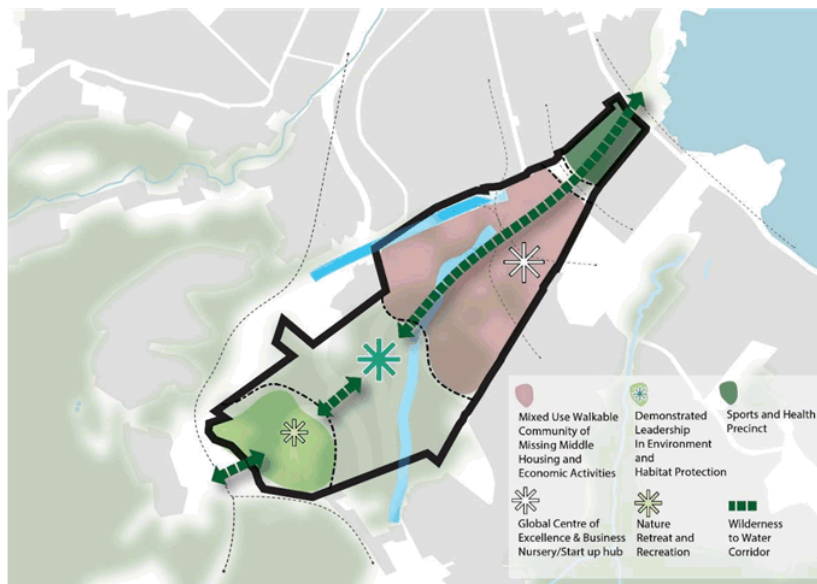 Mixed Use Walkable
Community of
Missing Middle
Housing and
Economic Activities
Demonstrated
Leadership
In Environment
and
Habitat Protection
Sports and Health
Precinct
Global Centre of
Excellence & Business
Nursery/Start up hub
Nature
Retreat and
Recreation
Wilderness
to Water
Corridor